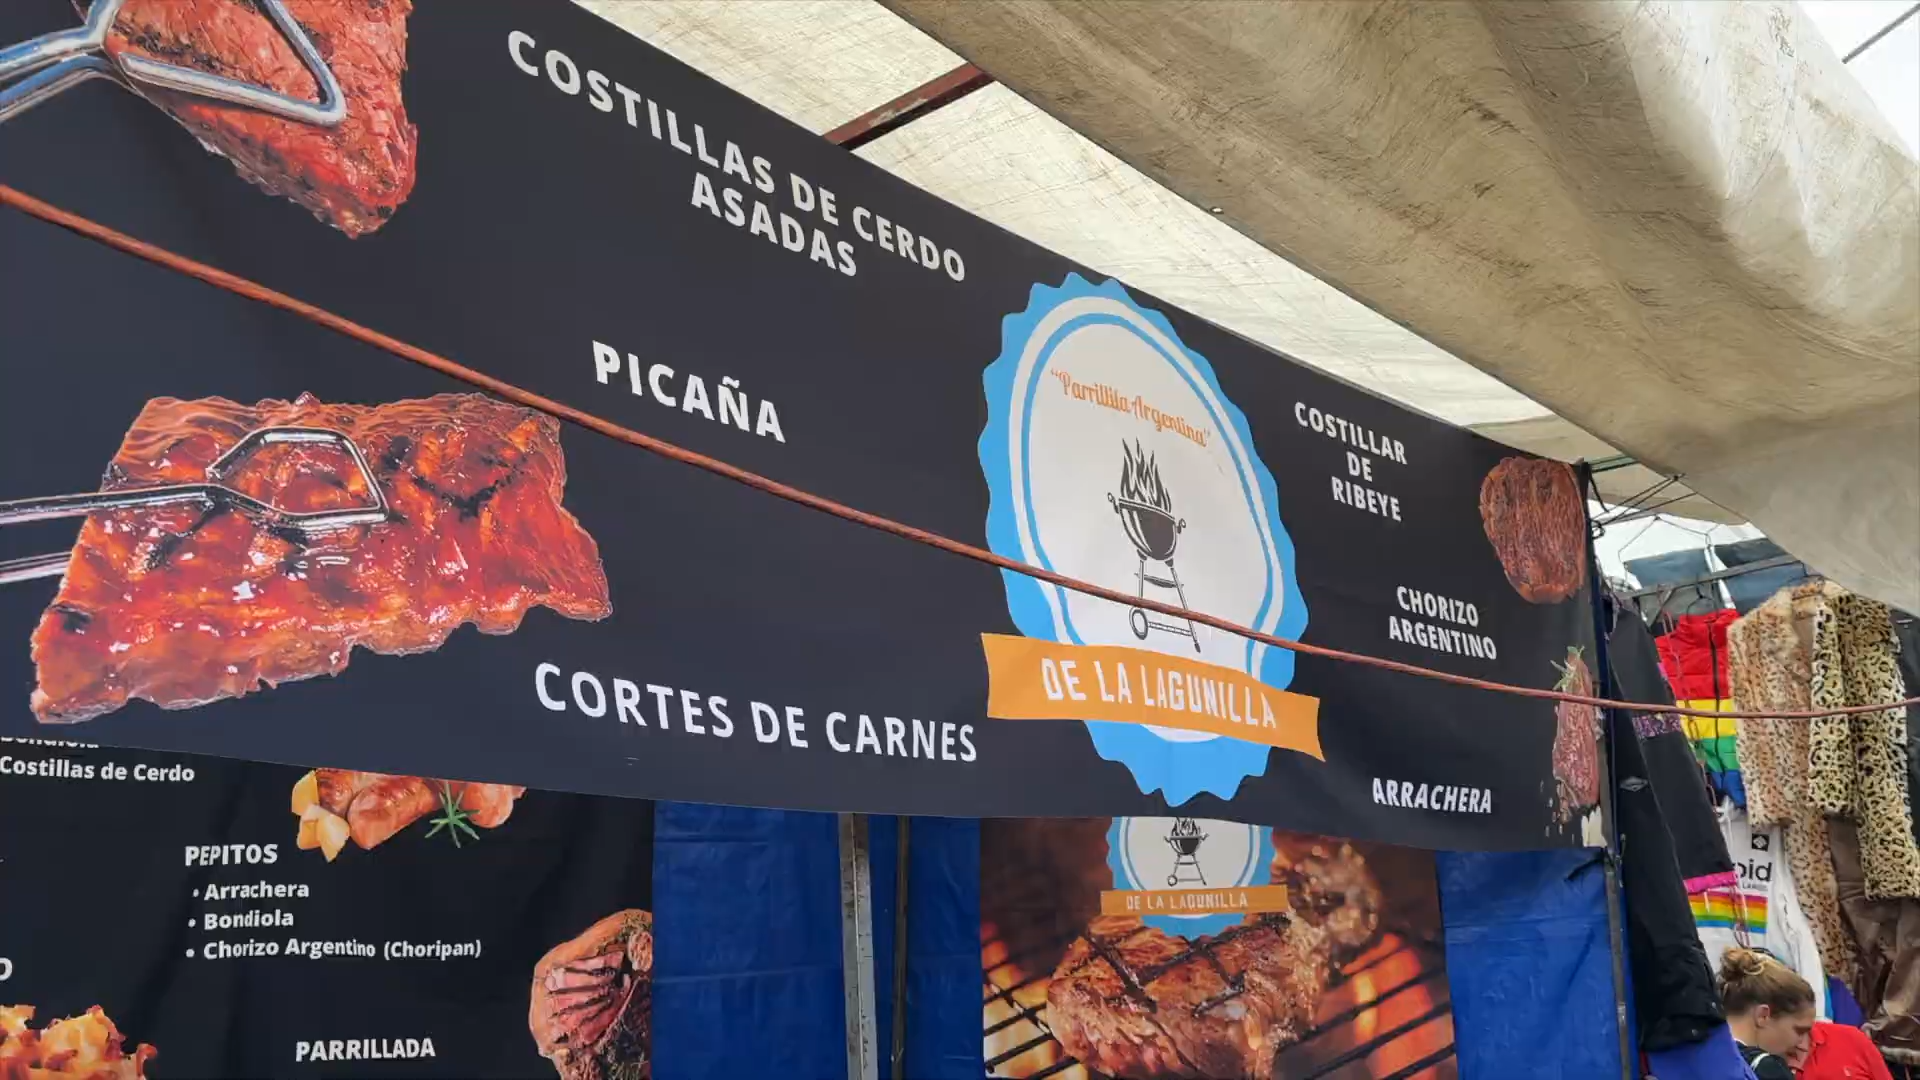 COSTILLAS DE CERDO
ASADAS
PICAÑA
CORTES DE CARNES
"Parrillita Argentina"
DE LA LAGUNILLA
COSTILLAR
DE
RIBEYE
CHORIZO
ARGENTINO
ARRACHERA
Bondiola
Costillas de Cerdo
PEPITOS
• Arrachera
• Bondiola
• Chorizo Argentino (Choripan)
PARRILLADA
DE LA LAGUNILLA